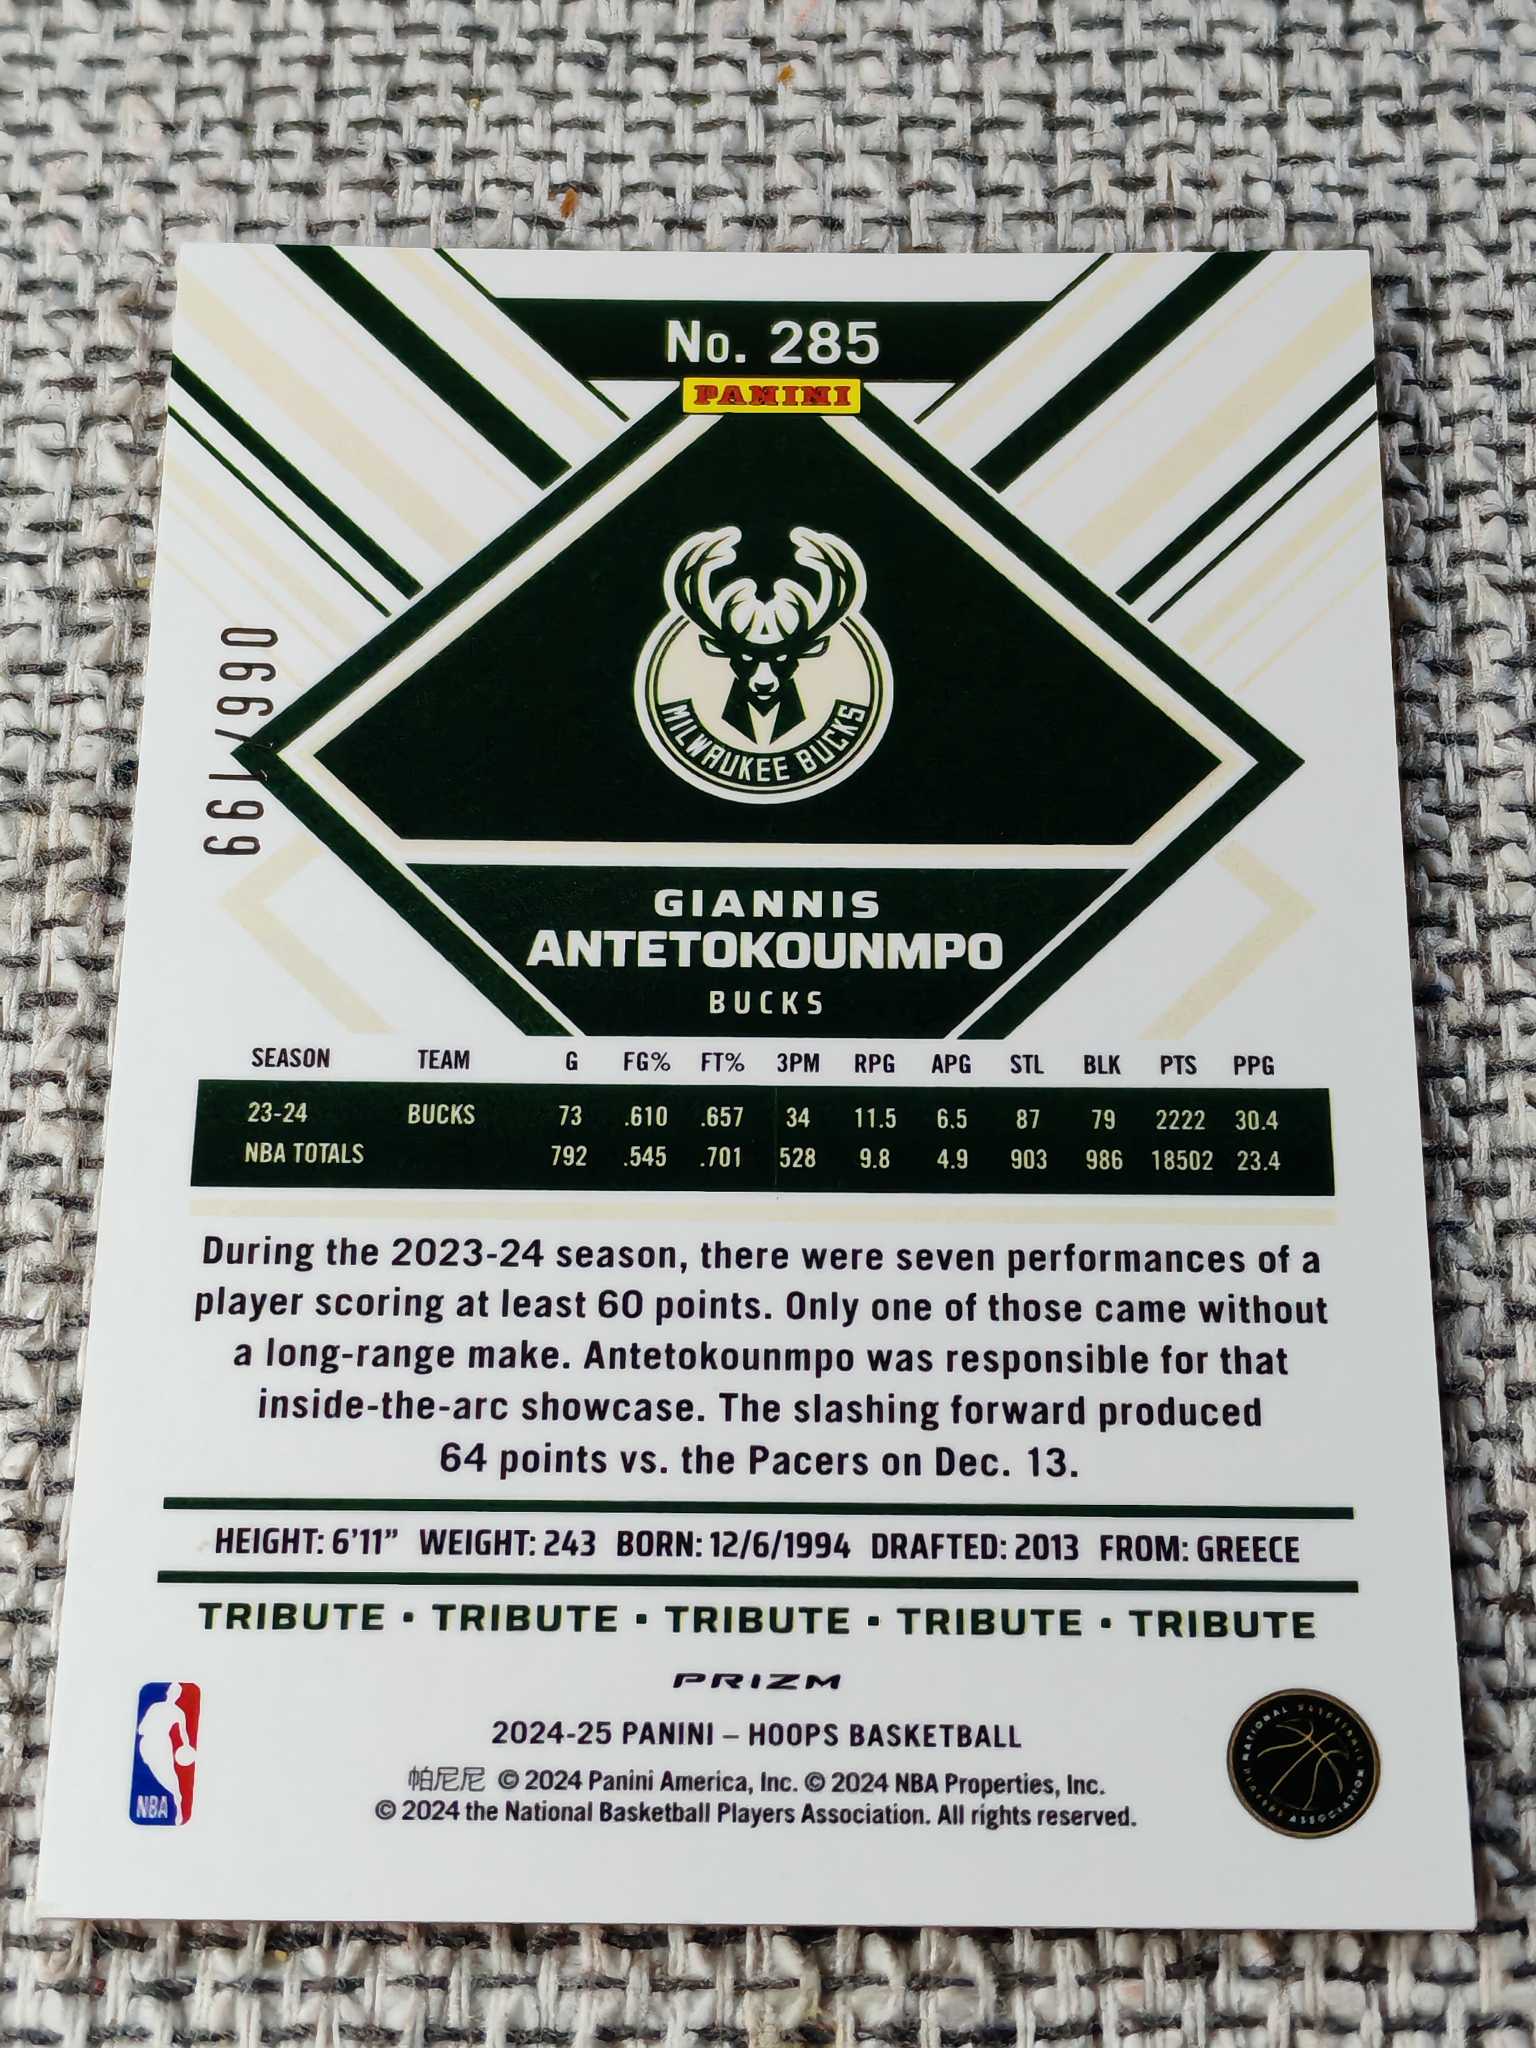 No. 285
PANINI
MILWAUKEE BUCKS
066/199
GIANNIS
ANTETOKOUNMPO
BUCKS
SEASON TEAM G FG% FT% 3PM RPG APG STL BLK PTS PPG
23-24 BUCKS 73 .610 .657 34 11.5 6.5 87 79 2222 30.4
NBA TOTALS 792 .545 .701 528 9.8 4.9 903 986 18502 23.4
During the 2023-24 season, there were seven performances of a
player scoring at least 60 points. Only one of those came without
a long-range make. Antetokounmpo was responsible for that
inside-the-arc showcase. The slashing forward produced
64 points vs. the Pacers on Dec. 13.
HEIGHT: 6'11” WEIGHT: 243 BORN: 12/6/1994 DRAFTED: 2013 FROM: GREECE
TRIBUTE • TRIBUTE • TRIBUTE • TRIBUTE • TRIBUTE
PRIZM
2024-25 PANINI – HOOPS BASKETBALL
帕尼尼 © 2024 Panini America, Inc. © 2024 NBA Properties, Inc.
© 2024 the National Basketball Players Association. All rights reserved.
NBA
NATIONAL BASKETBALL PLAYERS ASSOCIATION